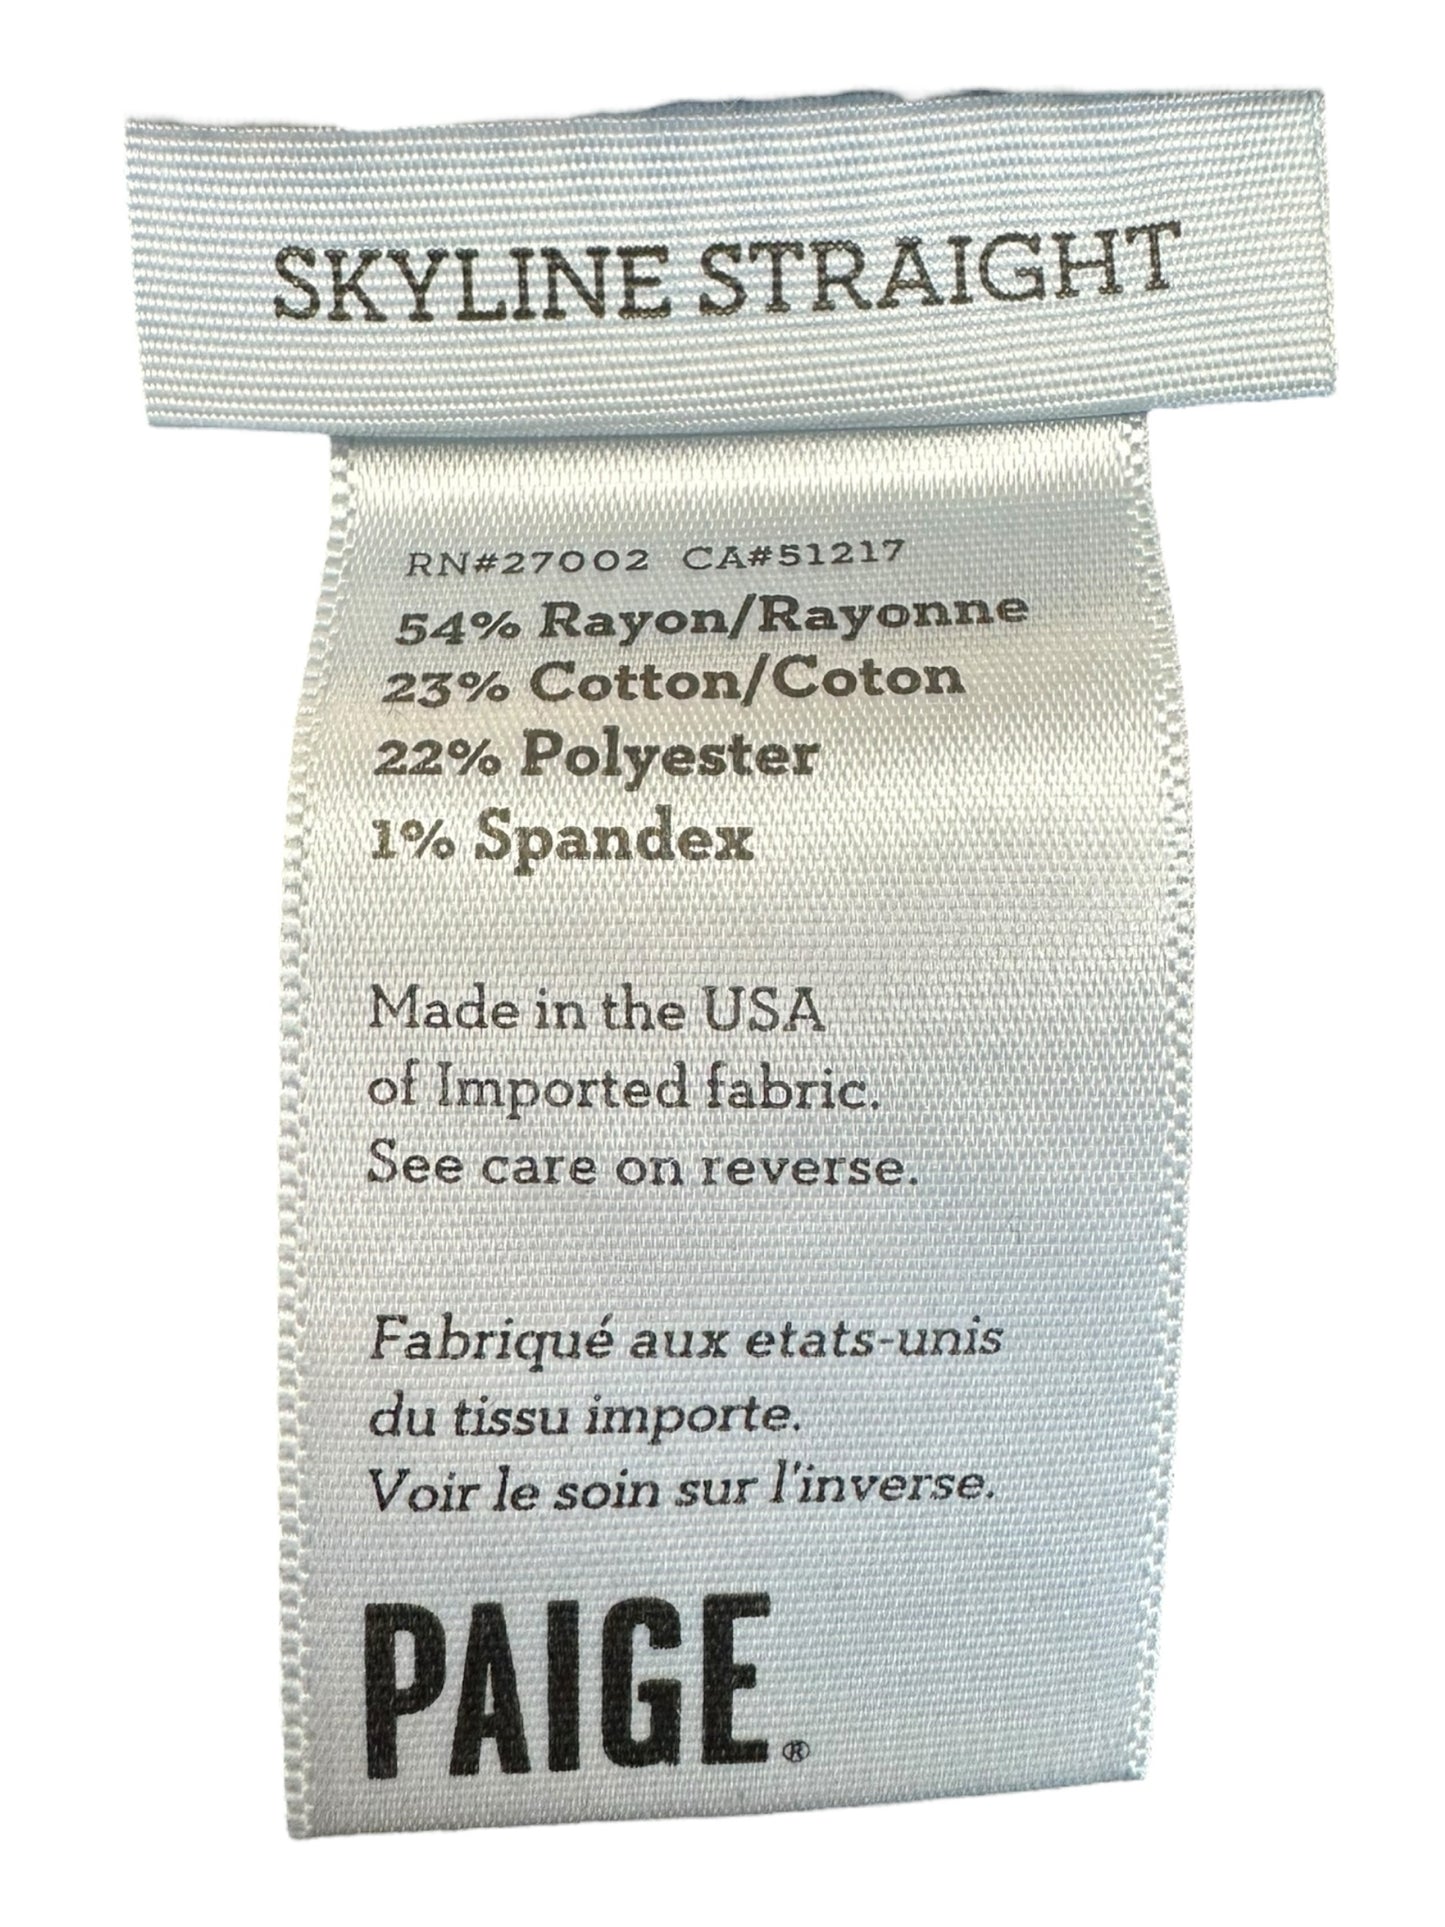 SKYLINE STRAIGHT
RN#27002 CA#51217
54% Rayon/Rayonne
23% Cotton/Coton
22% Polyester
1% Spandex
Made in the USA
of Imported fabric.
See care on reverse.
Fabriqué aux etats-unis
du tissu importe.
Voir le soin sur l'inverse.
PAIGE®